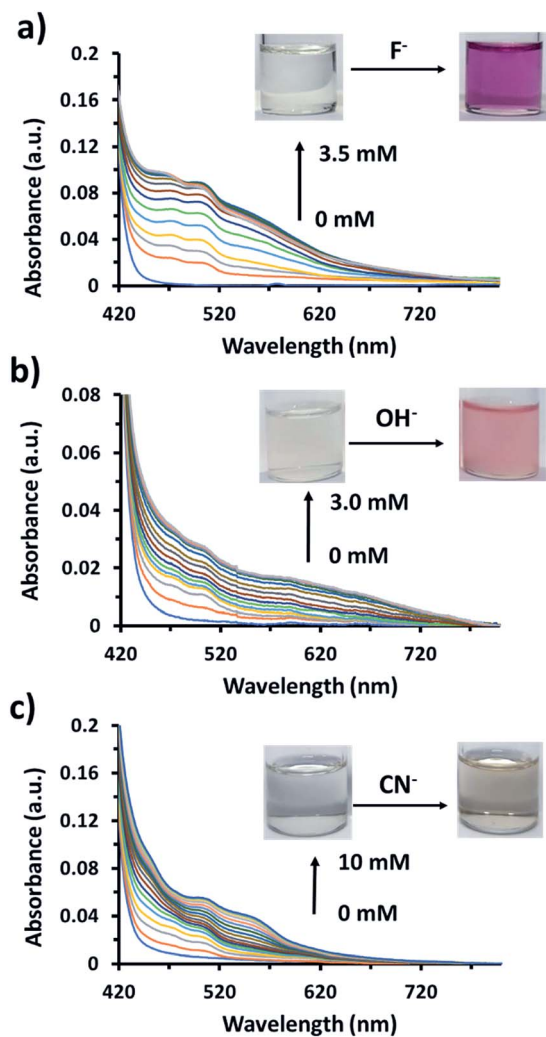 a)
0.2
0.16
0.12
0.08
0.04
0
Absorbance (a.u.)
F⁻
3.5 mM
0 mM
420 520 620 720
Wavelength (nm)
b)
0.08
0.06
0.04
0.02
0
Absorbance (a.u.)
OH⁻
3.0 mM
0 mM
420 520 620 720
Wavelength (nm)
c)
0.2
0.16
0.12
0.08
0.04
0
Absorbance (a.u.)
CN⁻
10 mM
0 mM
420 520 620 720
Wavelength (nm)